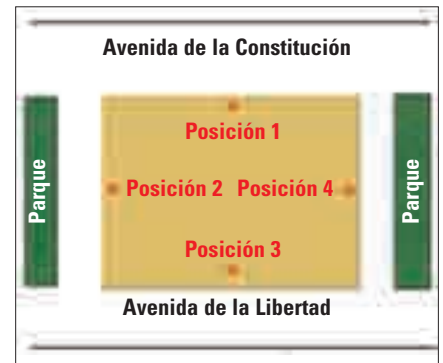 Avenida de la Constitución
Posición 1
Parque
Posición 2 Posición 4
Parque
Posición 3
Avenida de la Libertad